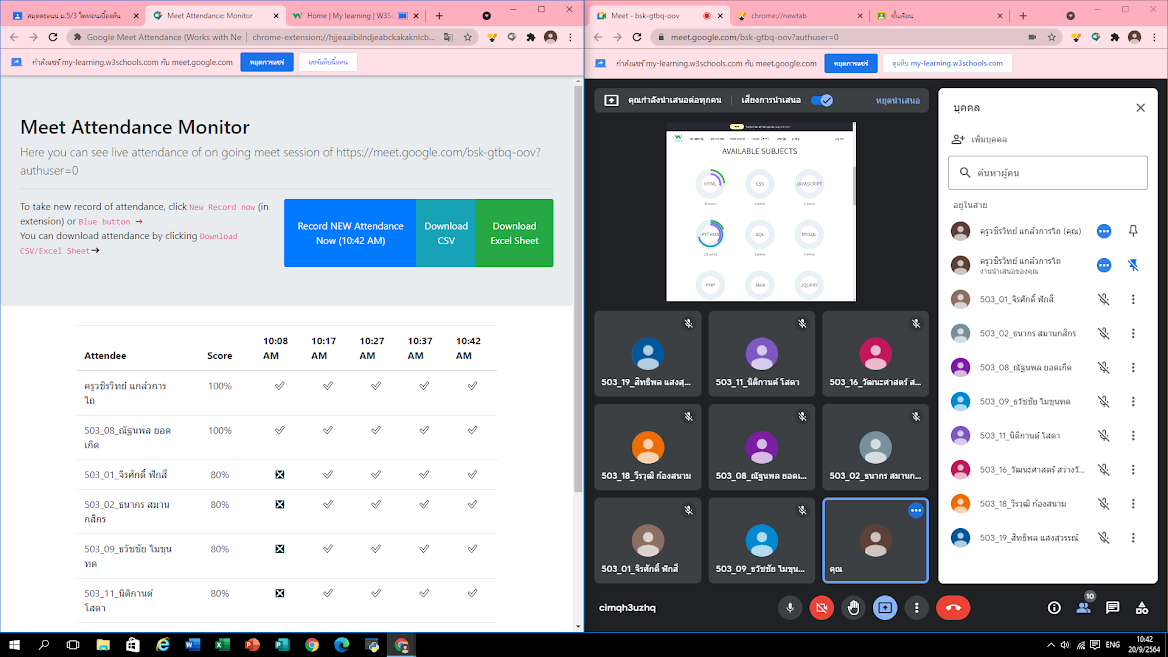 สมุดคะแนน ม.5/3 ไพทอนเบื้องต้น
Meet Attendance: Monitor
Home | My learning | W3S
Google Meet Attendance (Works with Ne
chrome-extension://hjjeaaibilndjeabckakaknlcb...
กำลังแชร์ my-learning.w3schools.com กับ meet.google.com
หยุดการแชร์
แชร์แท็บนี้แทน
Meet Attendance Monitor
Here you can see live attendance of on going meet session of https://meet.google.com/bsk-gtbq-oov?
authuser=0
To take new record of attendance, click New Record now (in
extension) or Blue button →
You can download attendance by clicking Download
CSV/Excel Sheet→
Record NEW Attendance
Now (10:42 AM)
Download
CSV
Download
Excel Sheet
Attendee Score 10:08 AM 10:17 AM 10:27 AM 10:37 AM 10:42 AM
ครูวชิรวิทย์ แกล้วการ
ไถ 100%
503_08_ณัฐนพล ยอด
เกิด 100%
503_01_จิรศักดิ์ ฟักสี 80%
503_02_ธนากร สมาน
กสิกร 80%
503_09_ธวัชชัย ไมขุน
ทด 80%
503_11_นิติกานต์
โสดา 80%
Meet - bsk-gtbq-oov
chrome://newtab
ชั้นเรียน
meet.google.com/bsk-gtbq-oov?authuser=0
กำลังแชร์ my-learning.w3schools.com กับ meet.google.com
หยุดการแชร์
ดูแท็บ my-learning.w3schools.com
คุณกำลังนำเสนอต่อทุกคน
เสียงการนำเสนอ
หยุดนำเสนอ
AVAILABLE SUBJECTS
HTML
CSS
JAVASCRIPT
PYTHON
SQL
MYSQL
PHP
JAVA
JQUERY
503_19_สิทธิพล แสงสุ...
503_11_นิติกานต์ โสดา
503_16_วัฒนะศาสตร์ ส...
503_18_วีรวุฒิ ก้องสนาม
503_08_ณัฐนพล ยอดเ...
503_02_ธนากร สมานก...
503_01_จิรศักดิ์ ฟักสี
503_09_ธวัชชัย ไมขุน...
คุณ
บุคคล
เพิ่มบุคคล
ค้นหาผู้คน
อยู่ในสาย
ครูวชิรวิทย์ แกล้วการไถ (คุณ)
ครูวชิรวิทย์ แกล้วการไถ
งานนำเสนอของคุณ
503_01_จิรศักดิ์ ฟักสี
503_02_ธนากร สมานกสิกร
503_08_ณัฐนพล ยอดเกิด
503_09_ธวัชชัย ไมขุนทด
503_11_นิติกานต์ โสดา
503_16_วัฒนะศาสตร์ สว่างวั...
503_18_วีรวุฒิ ก้องสนาม
503_19_สิทธิพล แสงสุวรรณ์
cimqh3uzhq
10
ENG
10:42
20/9/2564